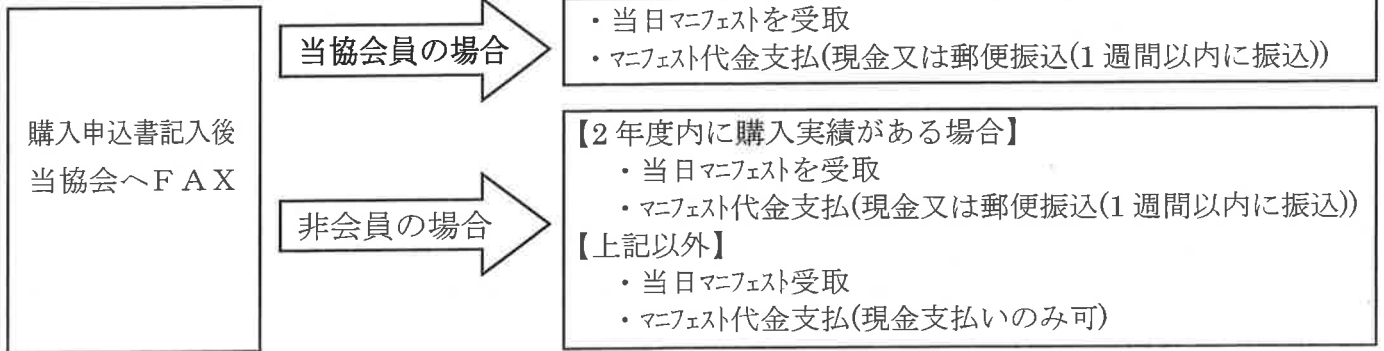 購入申込書記入後
当協会へＦＡＸ
当協会員の場合
・当日ﾏﾆﾌｪｽﾄを受取
・ﾏﾆﾌｪｽﾄ代金支払(現金又は郵便振込(1週間以内に振込))
非会員の場合
【2年度内に購入実績がある場合】
・当日ﾏﾆﾌｪｽﾄを受取
・ﾏﾆﾌｪｽﾄ代金支払(現金又は郵便振込(1週間以内に振込))
【上記以外】
・当日ﾏﾆﾌｪｽﾄ受取
・ﾏﾆﾌｪｽﾄ代金支払(現金支払いのみ可)